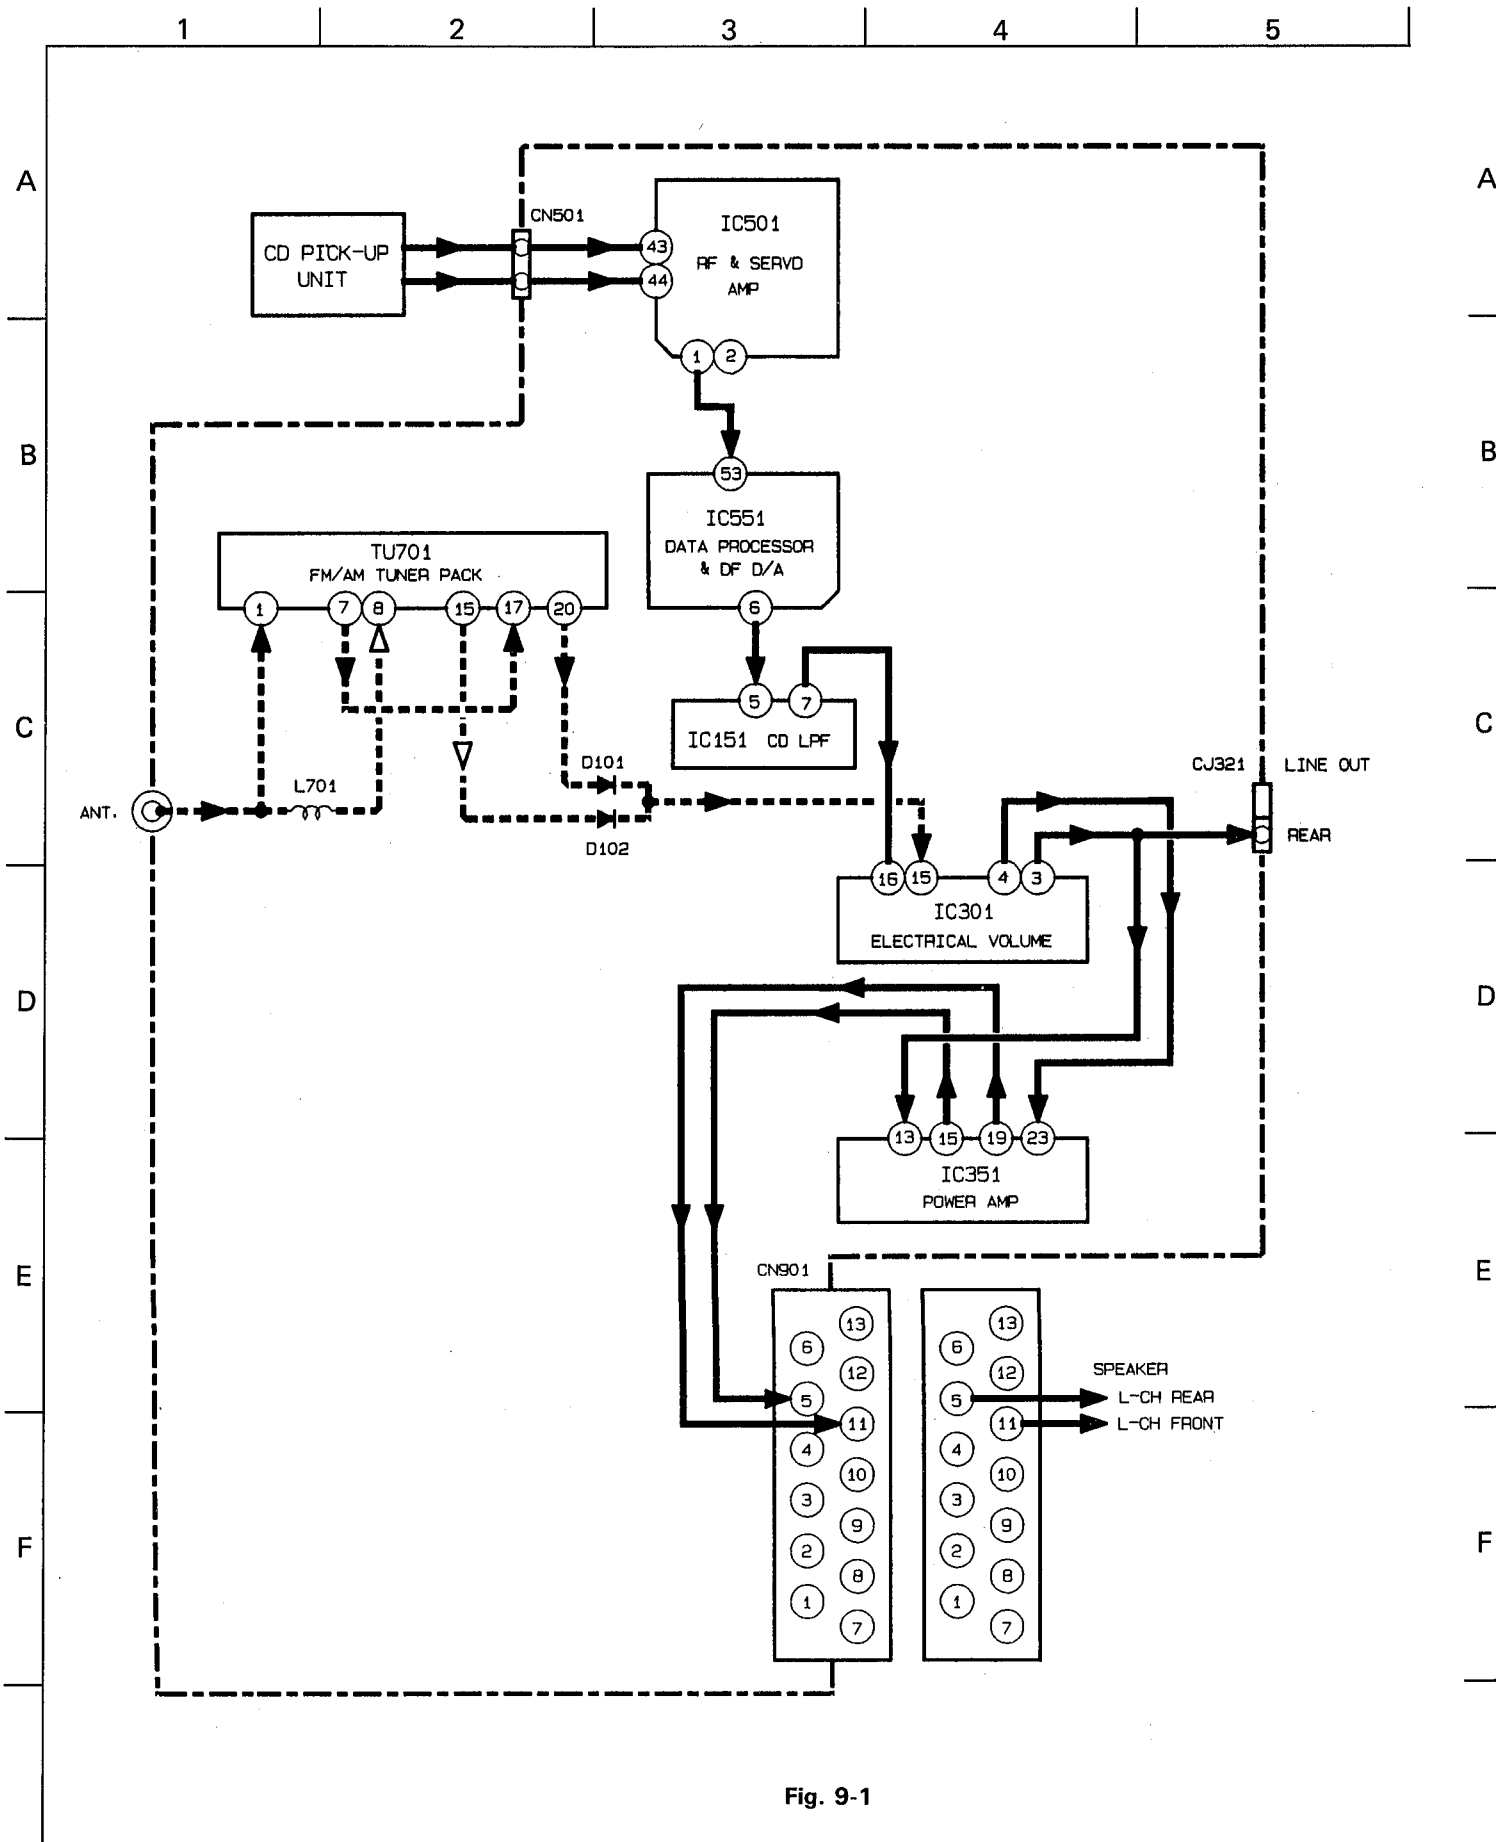 1 2 3 4 5
A A
CN501
IC501
CD PICK-UP
UNIT
43
RF & SERVO
44
AMP
1 2
B B
53
IC551
DATA PROCESSOR
& DF D/A
TU701
FM/AM TUNER PACK
1 7 8 15 17 20
6
5 7
IC151 CD LPF
C C
D101
CJ321 LINE OUT
L701
ANT.
REAR
D102
16 15 4 3
IC301
ELECTRICAL VOLUME
D D
13 15 19 23
IC351
POWER AMP
E E
CN901
13 13
6 6
12 12
SPEAKER
5 5
L-CH REAR
11 11
L-CH FRONT
4 4
10 10
3 3
9 9
F F
2 2
8 8
1 1
7 7
Fig. 9-1